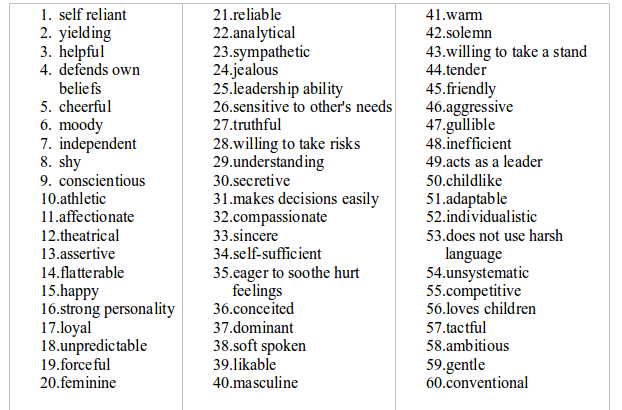 1. self reliant
2. yielding
3. helpful
4. defends own
beliefs
5. cheerful
6. moody
7. independent
8. shy
9. conscientious
10.athletic
11.affectionate
12.theatrical
13.assertive
14.flatterable
15.happy
16.strong personality
17.loyal
18.unpredictable
19.forceful
20.feminine
21.reliable
22.analytical
23.sympathetic
24.jealous
25.leadership ability
26.sensitive to other's needs
27.truthful
28.willing to take risks
29.understanding
30.secretive
31.makes decisions easily
32.compassionate
33.sincere
34.self-sufficient
35.eager to soothe hurt
feelings
36.conceited
37.dominant
38.soft spoken
39.likable
40.masculine
41.warm
42.solemn
43.willing to take a stand
44.tender
45.friendly
46.aggressive
47.gullible
48.inefficient
49.acts as a leader
50.childlike
51.adaptable
52.individualistic
53.does not use harsh
language
54.unsystematic
55.competitive
56.loves children
57.tactful
58.ambitious
59.gentle
60.conventional